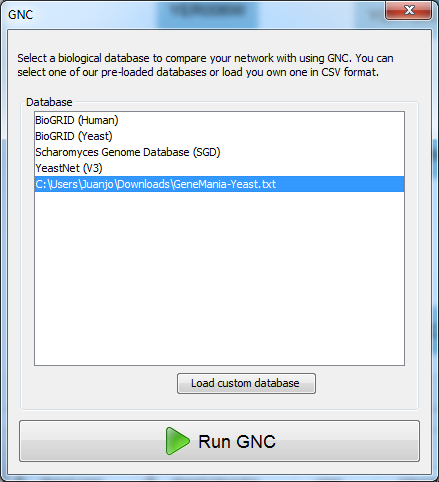 GNC
Select a biological database to compare your network with using GNC. You can
select one of our pre-loaded databases or load you own one in CSV format.
Database
BioGRID (Human)
BioGRID (Yeast)
Scharomyces Genome Database (SGD)
YeastNet (V3)
C:\Users\Juanjo\Downloads\GeneMania-Yeast.txt
Load custom database
Run GNC